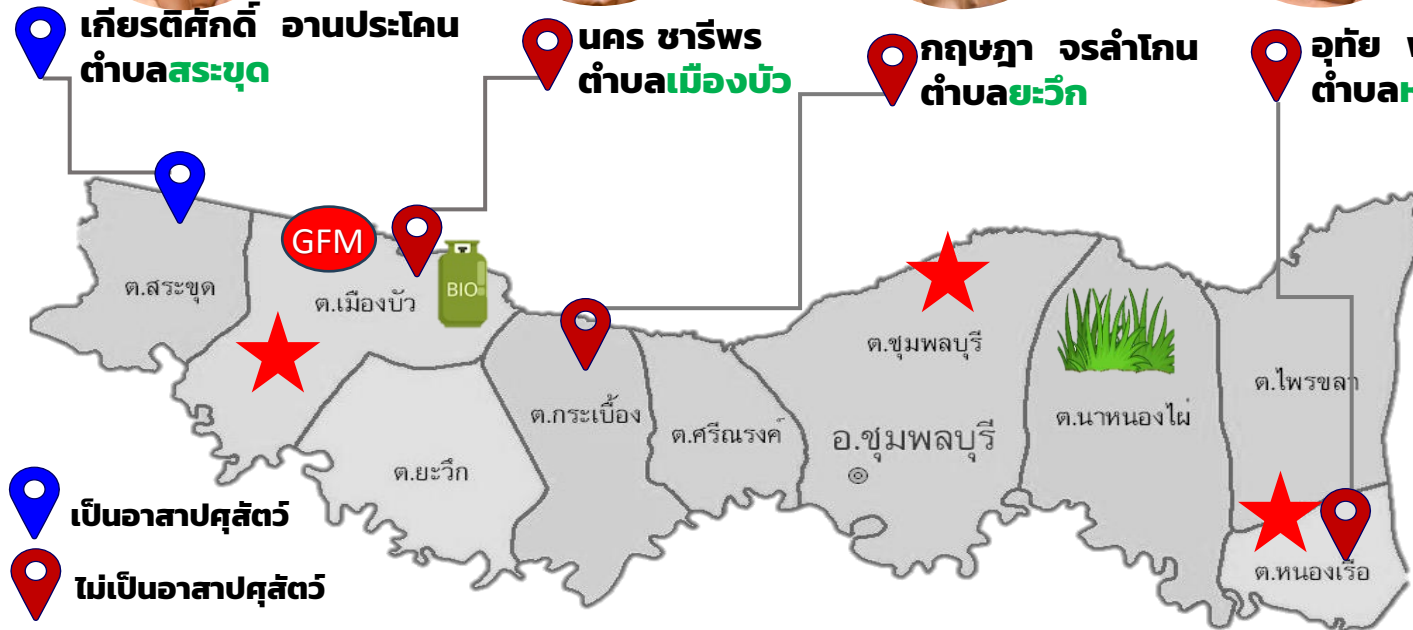 เกียรติศักดิ์ อานประโคน
ตำบลสระขุด
นคร ชารีพร
ตำบลเมืองบัว
กฤษฎา จรลำโกน
ตำบลยะวึก
อุทัย
ตำบล
GFM
BIO
ต.สระขุด
ต.เมืองบัว
ต.ชุมพลบุรี
ต.ไพรขลา
ต.กระเบื้อง
ต.ศรีณรงค์
อ.ชุมพลบุรี
ต.นาหนองไผ่
ต.ยะวึก
ต.หนองเรือ
เป็นอาสาปศุสัตว์
ไม่เป็นอาสาปศุสัตว์